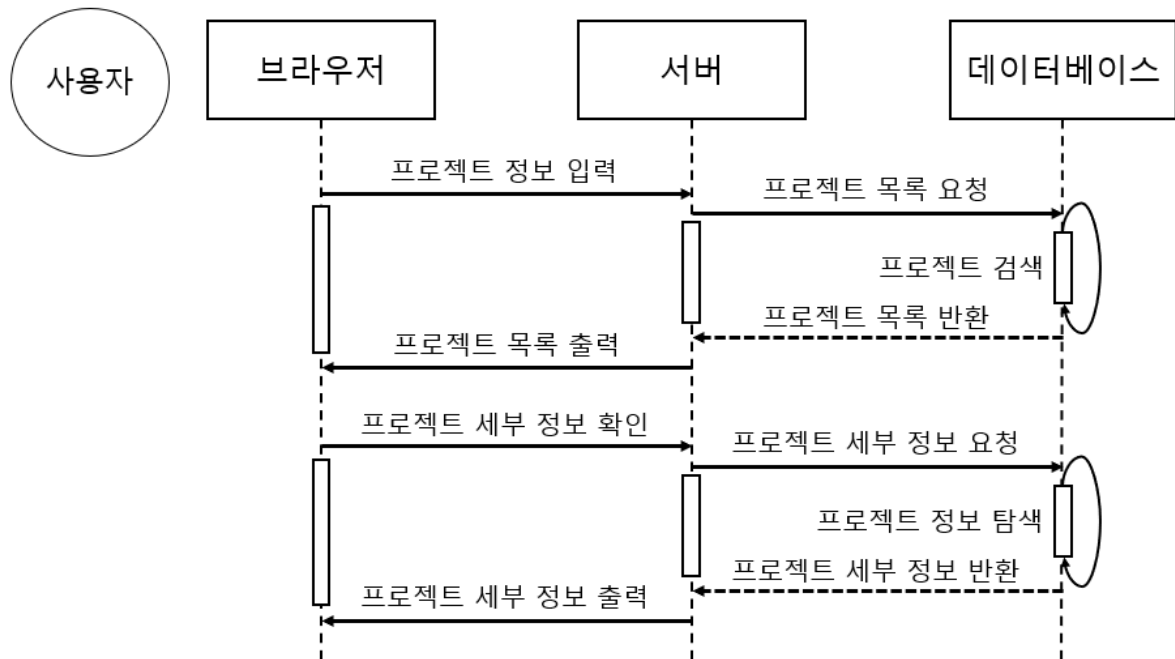 사용자
브라우저
서버
데이터베이스
프로젝트 정보 입력
프로젝트 목록 요청
프로젝트 검색
프로젝트 목록 반환
프로젝트 목록 출력
프로젝트 세부 정보 확인
프로젝트 세부 정보 요청
프로젝트 정보 탐색
프로젝트 세부 정보 반환
프로젝트 세부 정보 출력